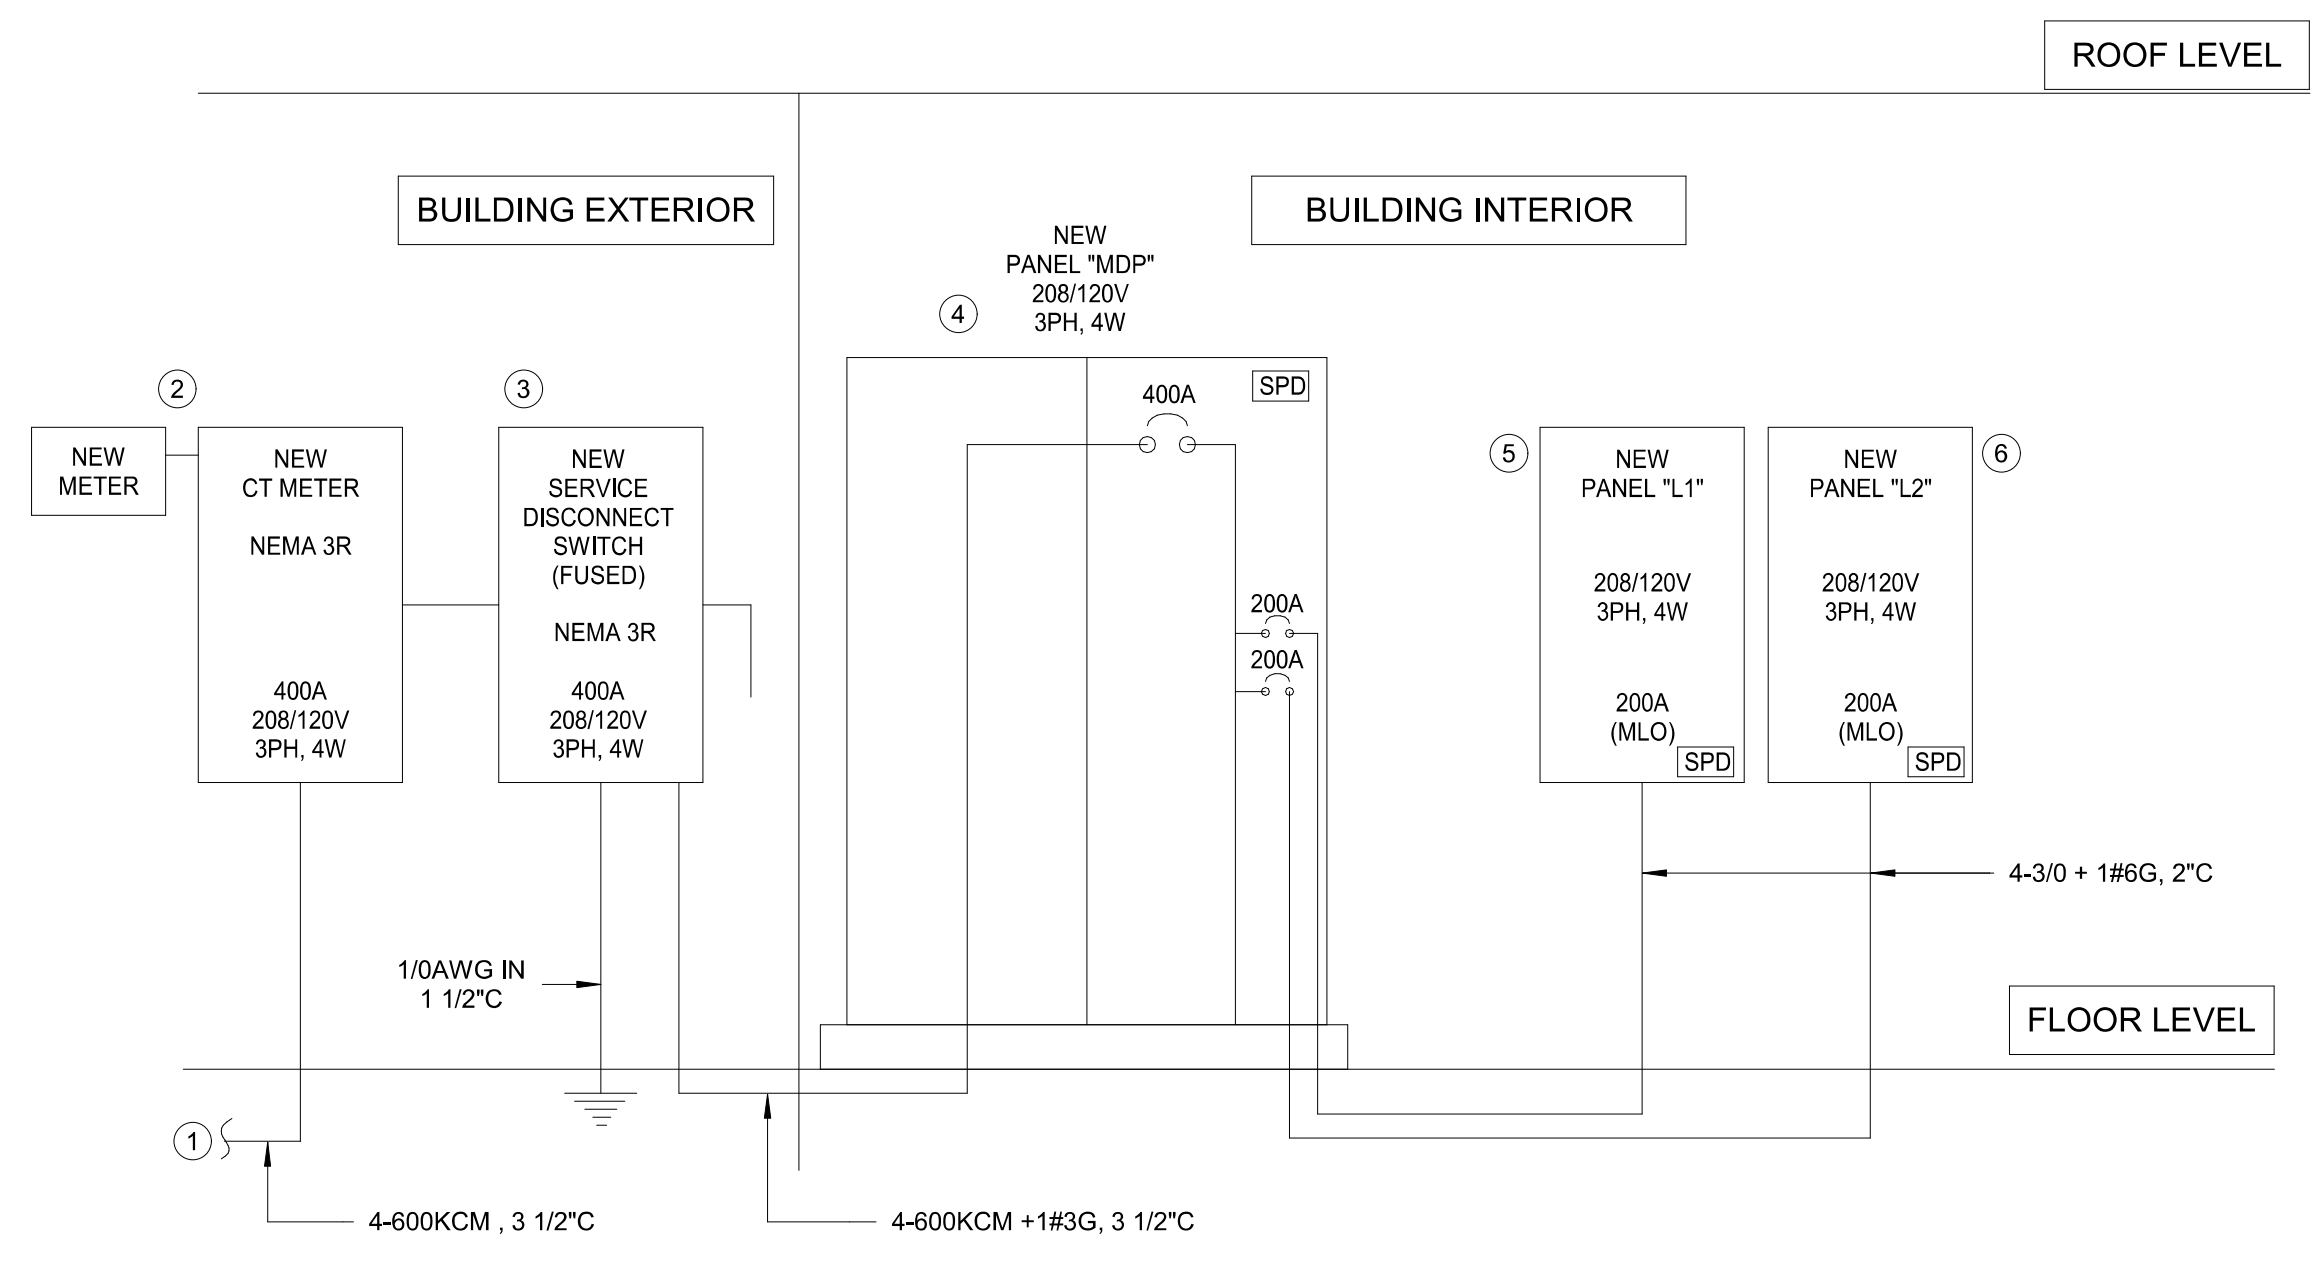 ROOF LEVEL
BUILDING EXTERIOR
BUILDING INTERIOR
NEW
PANEL "MDP"
208/120V
3PH, 4W
4
2
3
400A
SPD
NEW
METER
NEW
CT METER
NEMA 3R
400A
208/120V
3PH, 4W
NEW
SERVICE
DISCONNECT
SWITCH
(FUSED)
NEMA 3R
400A
208/120V
3PH, 4W
200A
200A
5
NEW
PANEL "L1"
208/120V
3PH, 4W
200A
(MLO)
SPD
NEW
PANEL "L2"
208/120V
3PH, 4W
200A
(MLO)
SPD
6
4-3/0 + 1#6G, 2"C
1/0AWG IN
1 1/2"C
FLOOR LEVEL
1
4-600KCM , 3 1/2"C
4-600KCM +1#3G, 3 1/2"C